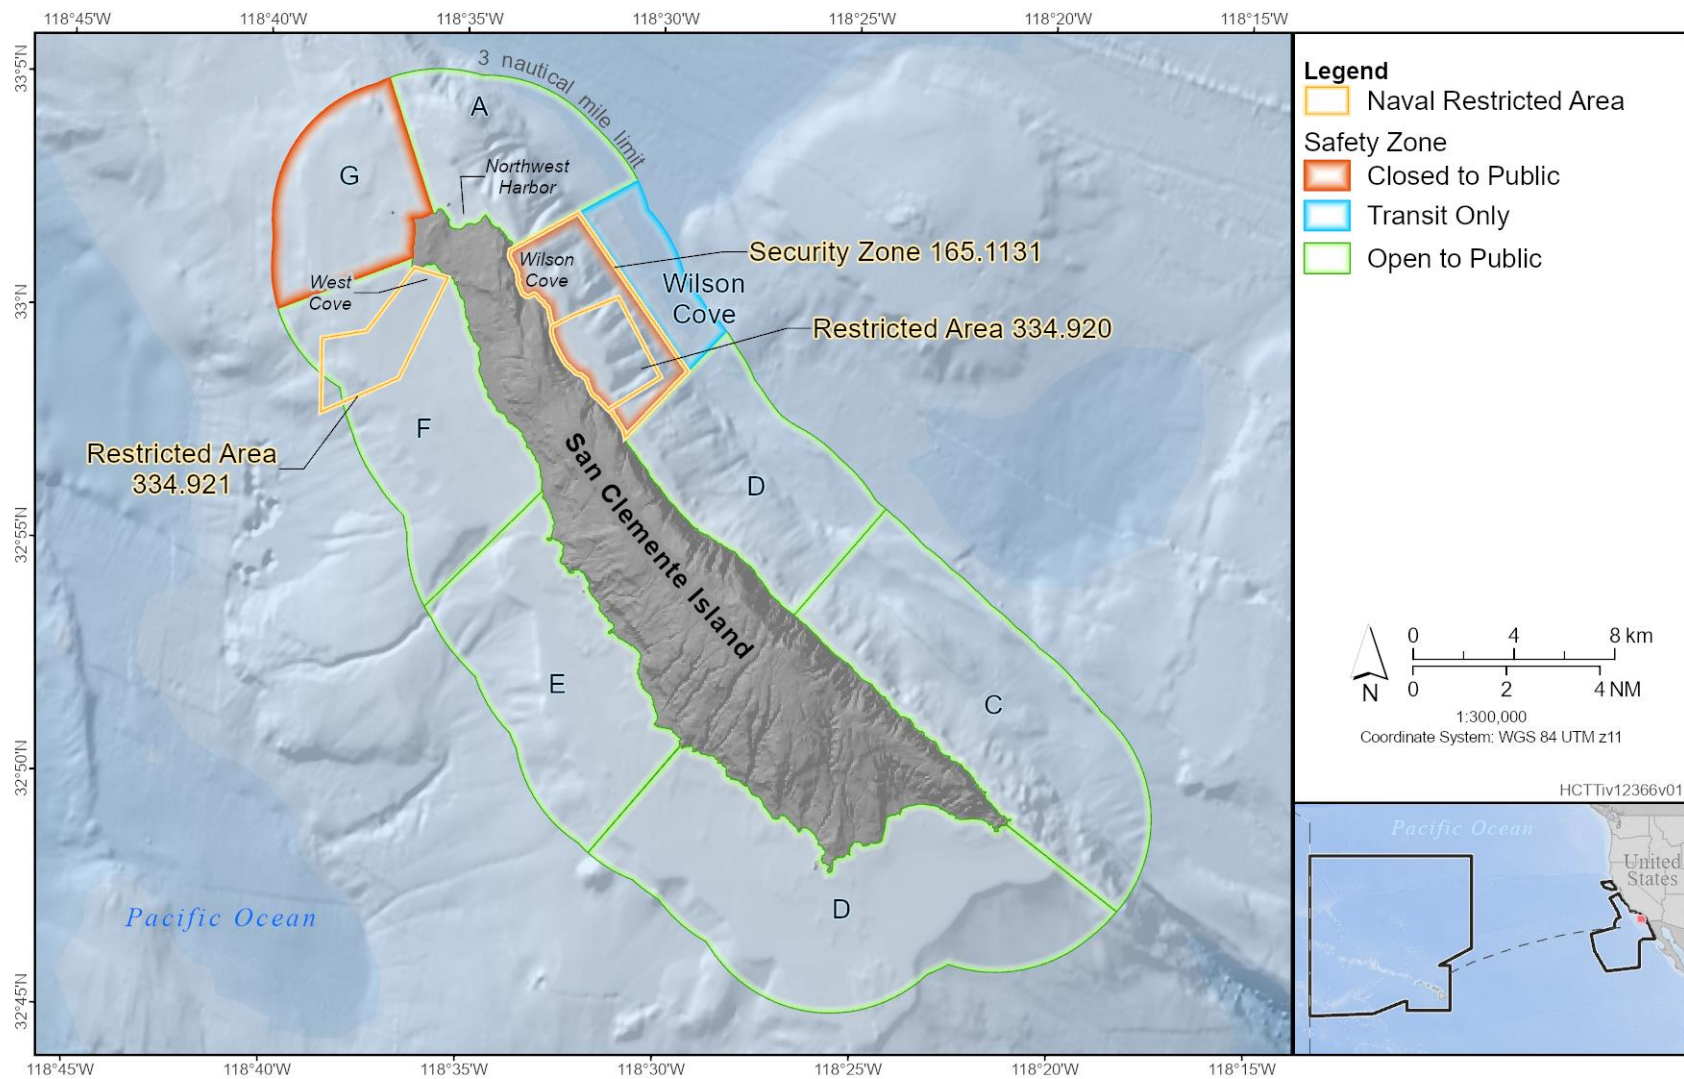 118°45'W 118°40'W 118°35'W 118°30'W 118°25'W 118°20'W 118°15'W
33°5'N
33°N
32°55'N
32°50'N
32°45'N
3 nautical mile limit
A
G
Northwest
Harbor
Wilson
Cove
West
Cove
Security Zone 165.1131
Wilson
Cove
Restricted Area 334.920
F
Restricted Area
334.921
San Clemente Island
D
E
C
D
Pacific Ocean
118°45'W 118°40'W 118°35'W 118°30'W 118°25'W 118°20'W 118°15'W
Legend
Naval Restricted Area
Safety Zone
Closed to Public
Transit Only
Open to Public
N
0 4 8 km
0 2 4 NM
1:300,000
Coordinate System: WGS 84 UTM z11
HCTTiv12366v01
Pacific Ocean
United
States